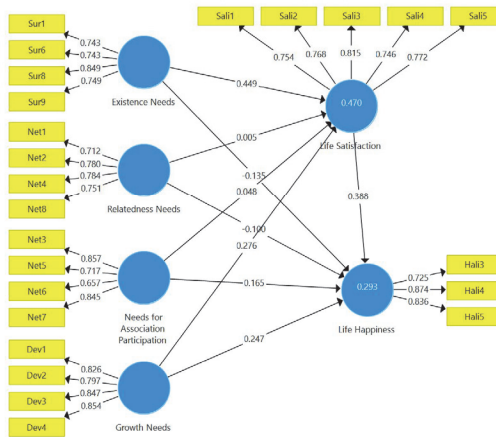 Sur1
Sur6
Sur8
Sur9
0.743
0.743
0.849
0.749
Existence Needs
Net1
Net2
Net4
Net8
0.712
0.780
0.784
0.751
Relatedness Needs
Net3
Net5
Net6
Net7
0.857
0.717
0.657
0.845
Needs for
Association
Participation
Dev1
Dev2
Dev3
Dev4
0.826
0.797
0.847
0.854
Growth Needs
Sali1
Sali2
Sali3
Sali4
Sali5
0.754
0.768
0.815
0.746
0.772
0.470
Life Satisfaction
0.449
0.005
-0.135
0.048
-0.100
0.276
0.165
0.247
0.388
0.293
Life Happiness
0.725
0.874
0.836
Hali3
Hali4
Hali5